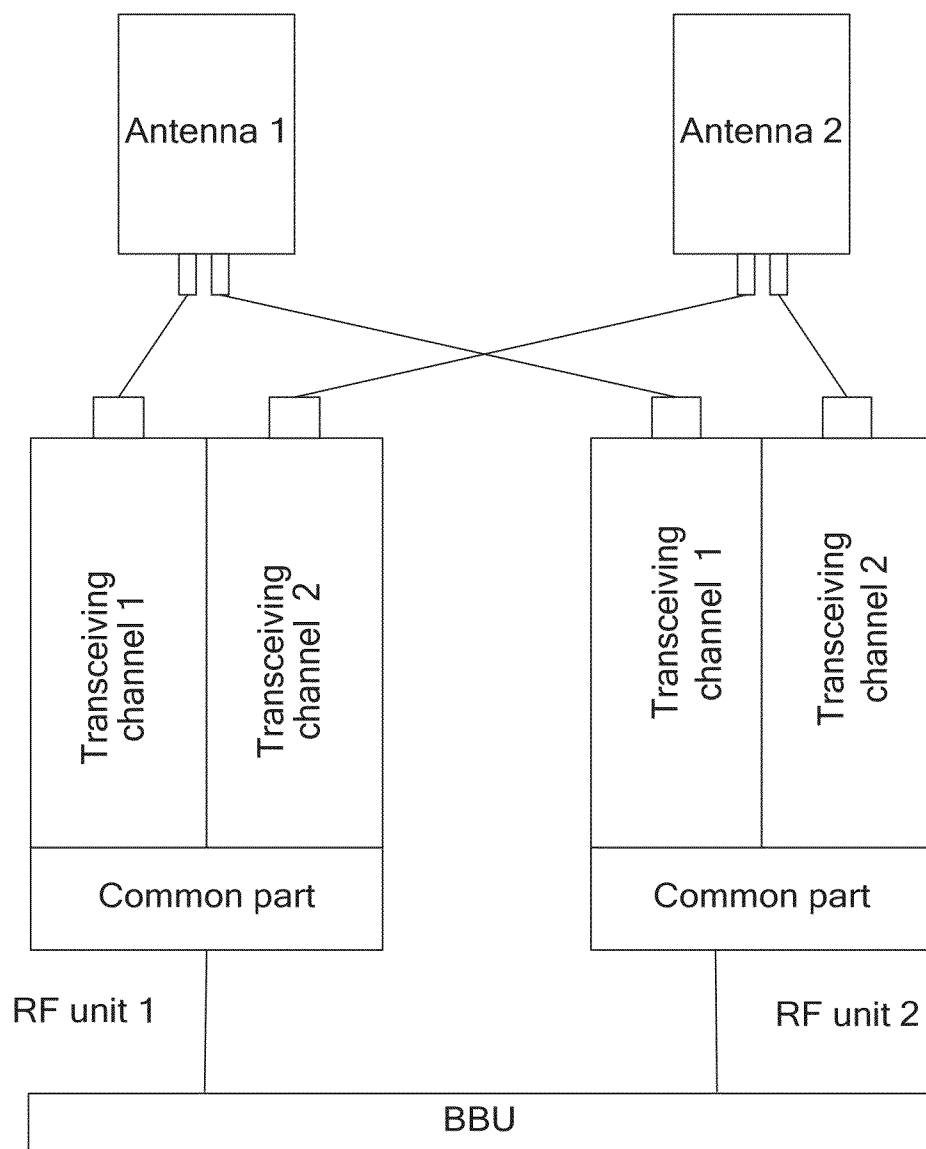 Antenna 1
Antenna 2
Transceiving
channel 1
Transceiving
channel 2
Transceiving
channel 1
Transceiving
channel 2
Common part
Common part
RF unit 1
RF unit 2
BBU